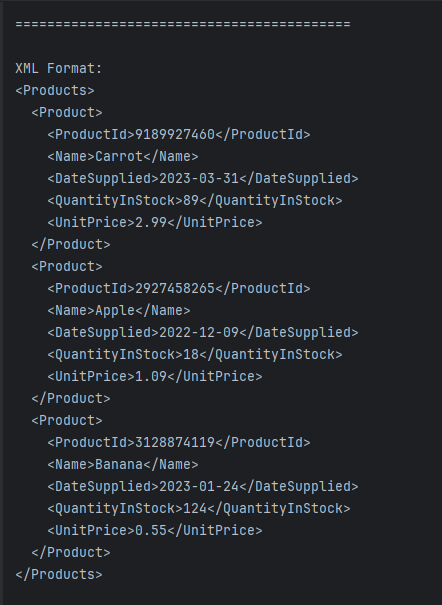 ==========================================
XML Format:
<Products>
  <Product>
    <ProductId>9189927460</ProductId>
    <Name>Carrot</Name>
    <DateSupplied>2023-03-31</DateSupplied>
    <QuantityInStock>89</QuantityInStock>
    <UnitPrice>2.99</UnitPrice>
  </Product>
  <Product>
    <ProductId>2927458265</ProductId>
    <Name>Apple</Name>
    <DateSupplied>2022-12-09</DateSupplied>
    <QuantityInStock>18</QuantityInStock>
    <UnitPrice>1.09</UnitPrice>
  </Product>
  <Product>
    <ProductId>3128874119</ProductId>
    <Name>Banana</Name>
    <DateSupplied>2023-01-24</DateSupplied>
    <QuantityInStock>124</QuantityInStock>
    <UnitPrice>0.55</UnitPrice>
  </Product>
</Products>